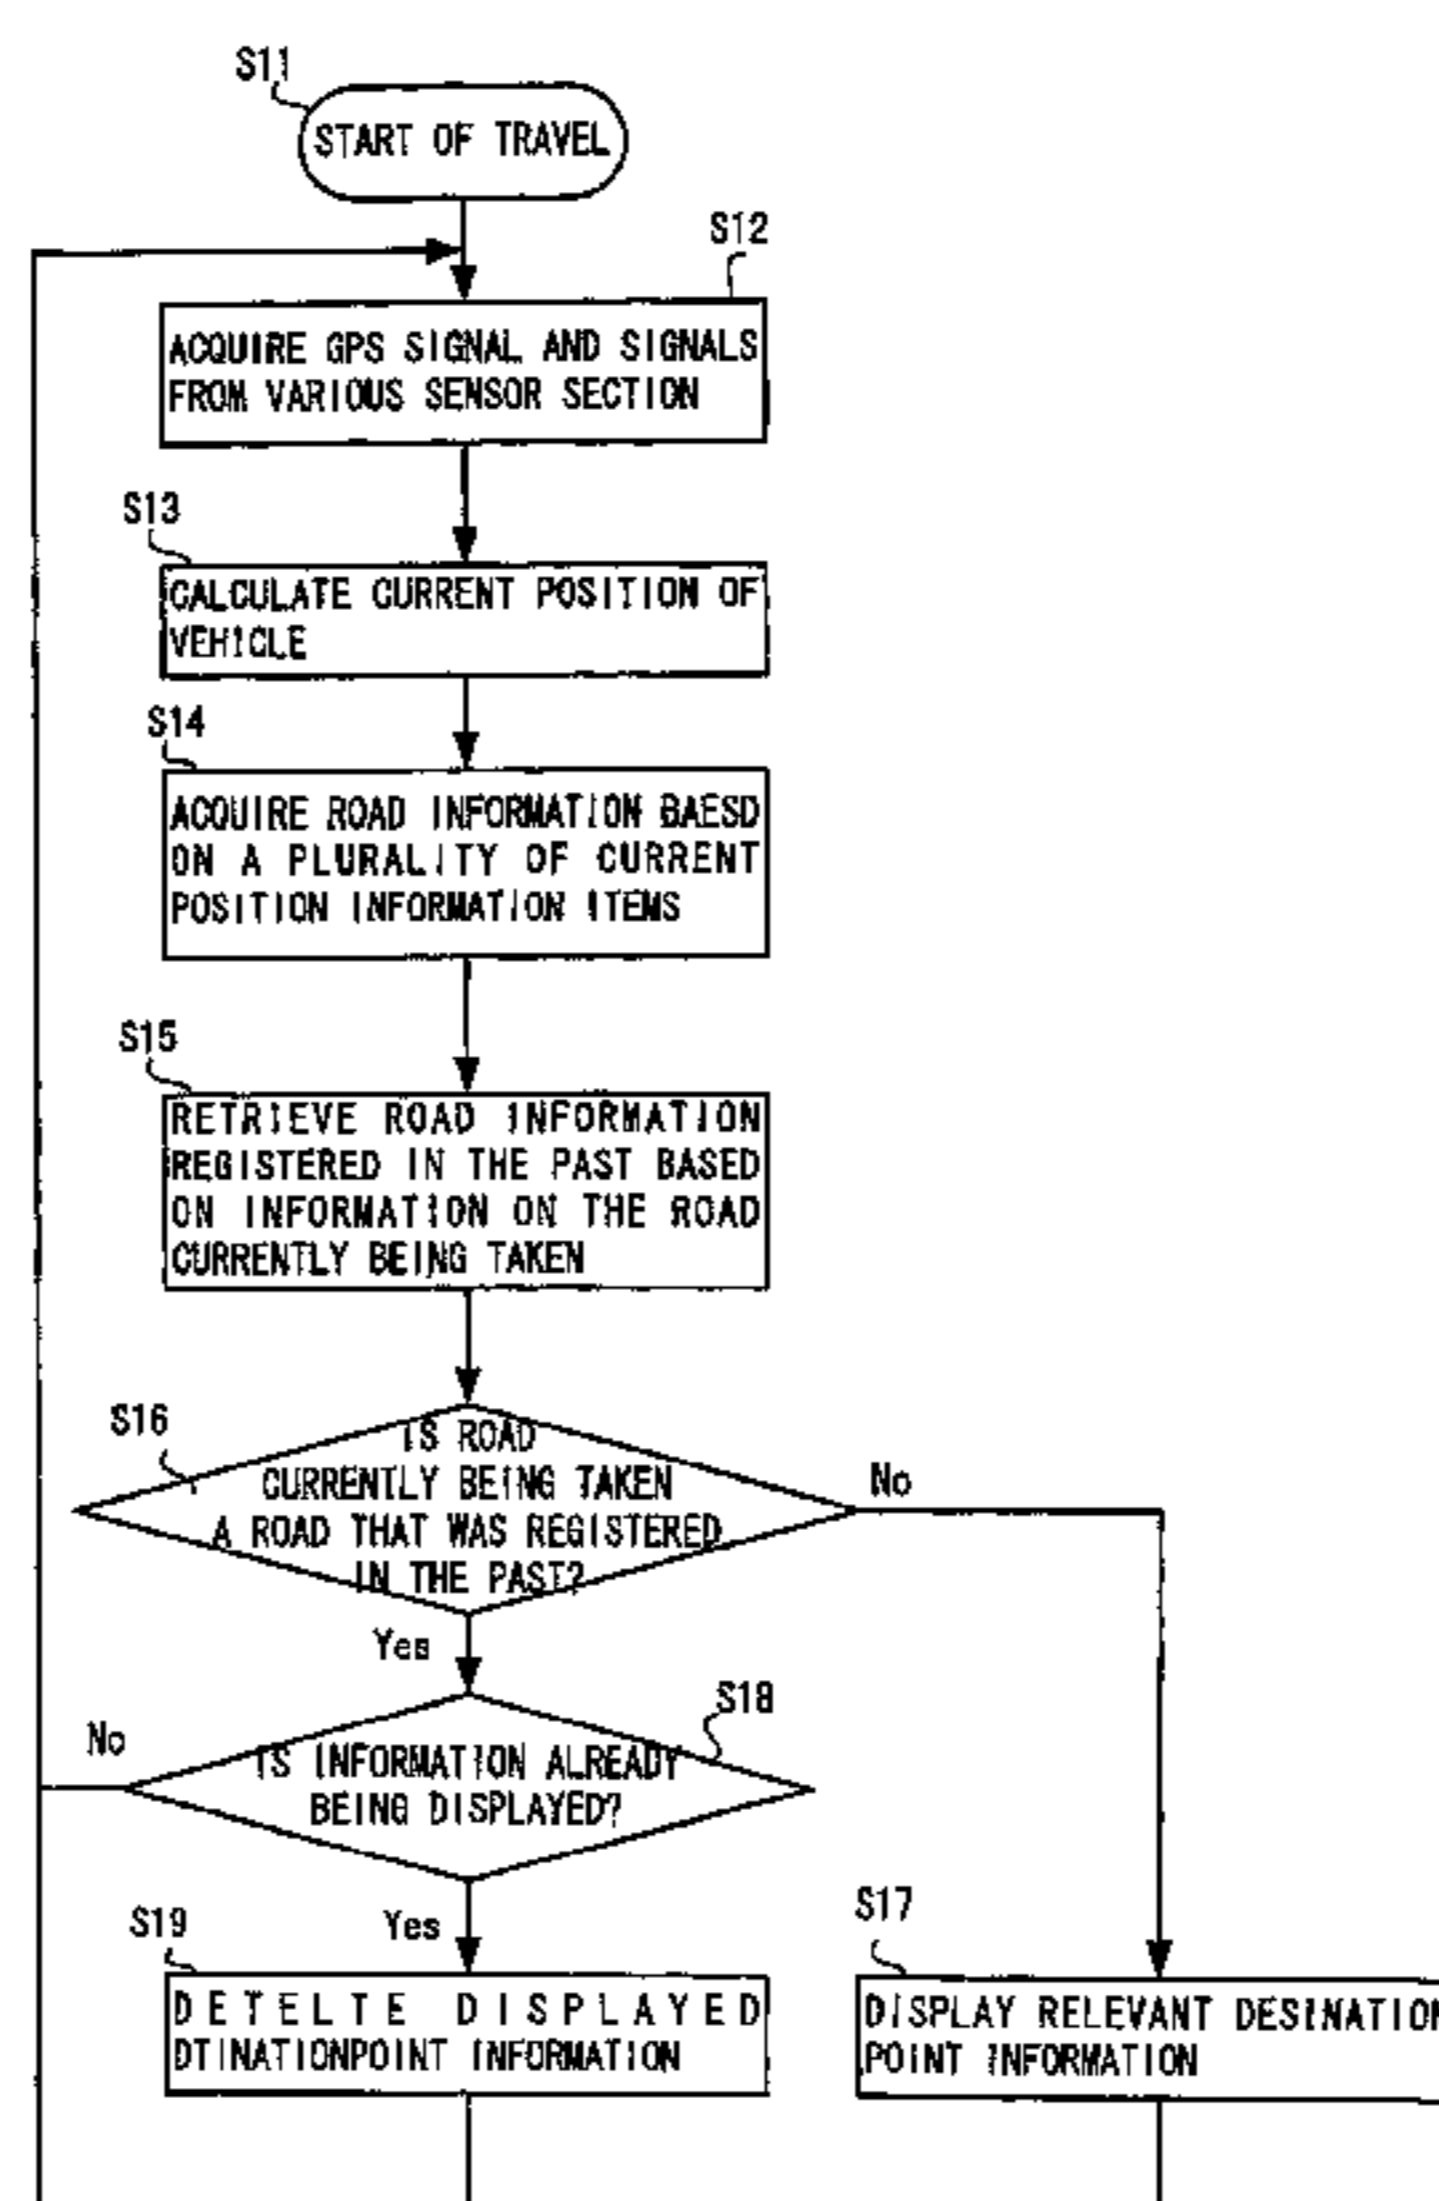 S11
START OF TRAVEL
S12
ACQUIRE GPS SIGNAL AND SIGNALS
FROM VARIOUS SENSOR SECTION
S13
CALCULATE CURRENT POSITION OF
VEHICLE
S14
ACQUIRE ROAD INFORMATION BAESD
ON A PLURALITY OF CURRENT
POSITION INFORMATION ITEMS
S15
RETRIEVE ROAD INFORMATION
REGISTERED IN THE PAST BASED
ON INFORMATION ON THE ROAD
CURRENTLY BEING TAKEN
S16
IS ROAD
CURRENTLY BEING TAKEN
A ROAD THAT WAS REGISTERED
IN THE PAST?
No
Yes
S18
No
IS INFORMATION ALREADY
BEING DISPLAYED?
Yes
S19
DETELTE DISPLAYED
DTINATIONPOINT INFORMATION
S17
DISPLAY RELEVANT DESINATION
POINT INFORMATION